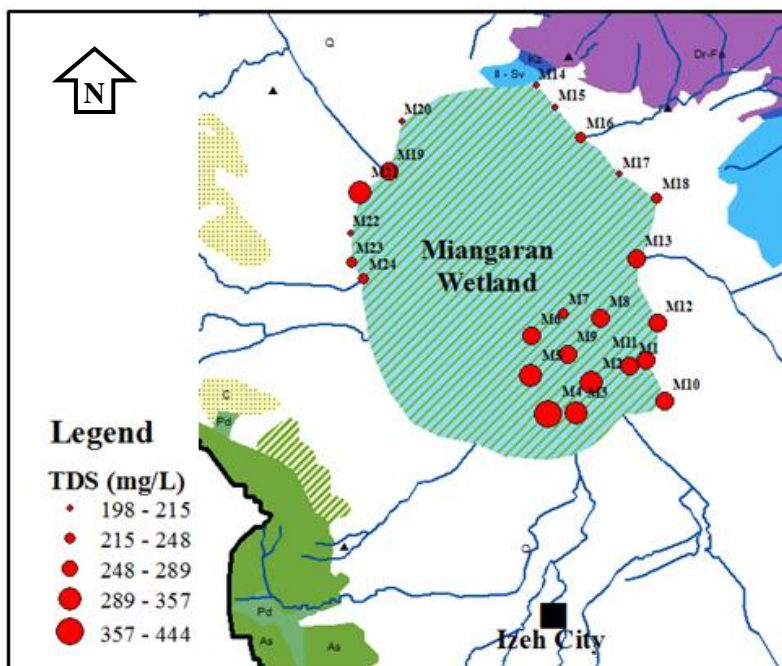 N
Q
Kz
Il - Sv
Dr-Fa
M14
M15
M20
M16
M19
M17
M21
M18
M22
M23
M24
M13
Miangaran
Wetland
M7
M8
M6
M12
M9
M11
M1
M5
M2
M4
M3
M10
C
Pd
Legend
TDS (mg/L)
198 - 215
215 - 248
248 - 289
289 - 357
357 - 444
Q
Pd
As
As
Izeh City